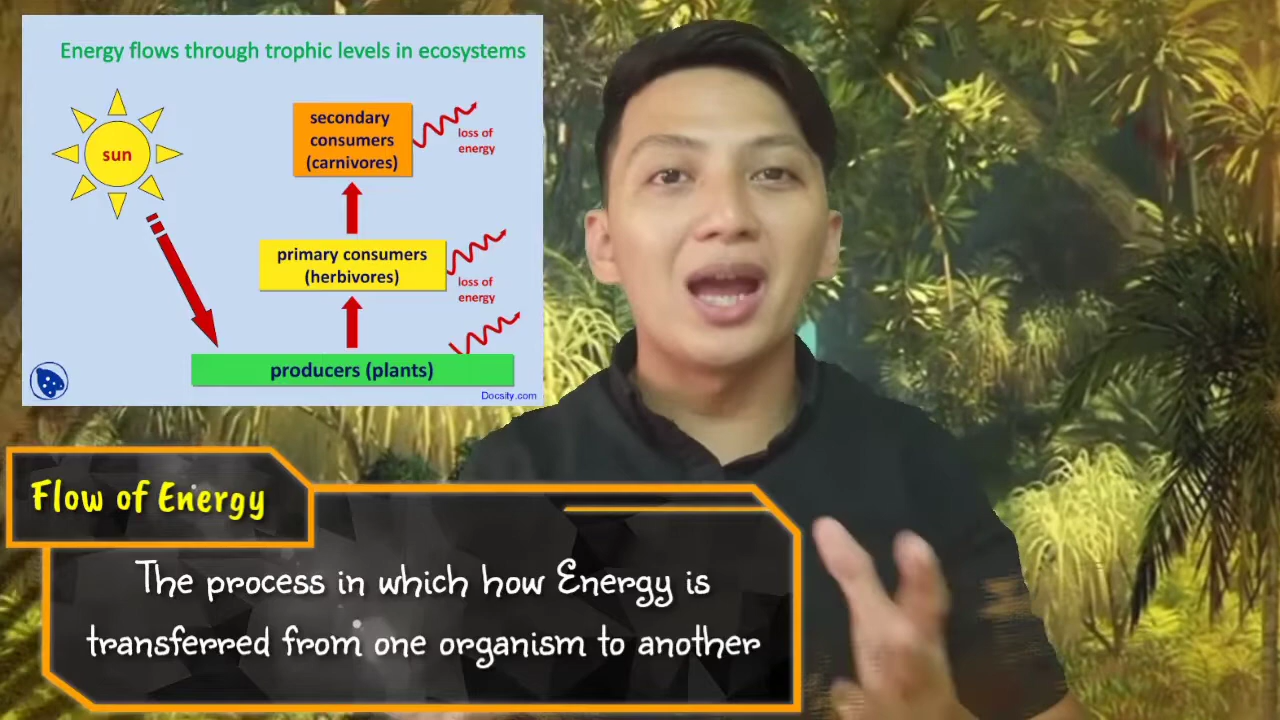 Energy flows through trophic levels in ecosystems
sun
secondary
consumers
(carnivores)
loss of
energy
primary consumers
(herbivores)
loss of
energy
producers (plants)
Docsity.com
Flow of Energy
The process in which how Energy is
transferred from one organism to another